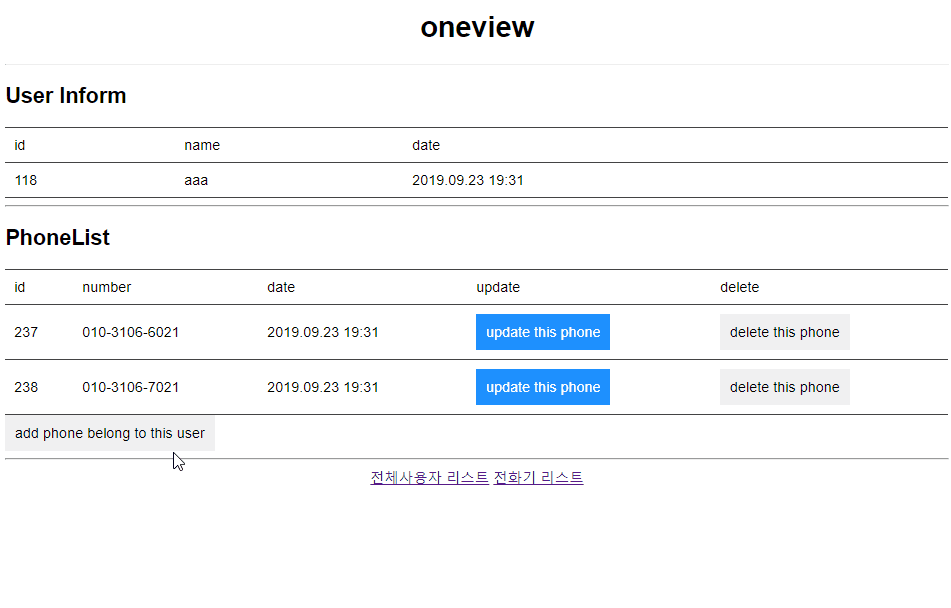 oneview
User Inform
id name date
118 aaa 2019.09.23 19:31
PhoneList
id number date update delete
237 010-3106-6021 2019.09.23 19:31 update this phone delete this phone
238 010-3106-7021 2019.09.23 19:31 update this phone delete this phone
add phone belong to this user
전체사용자 리스트 전화기 리스트